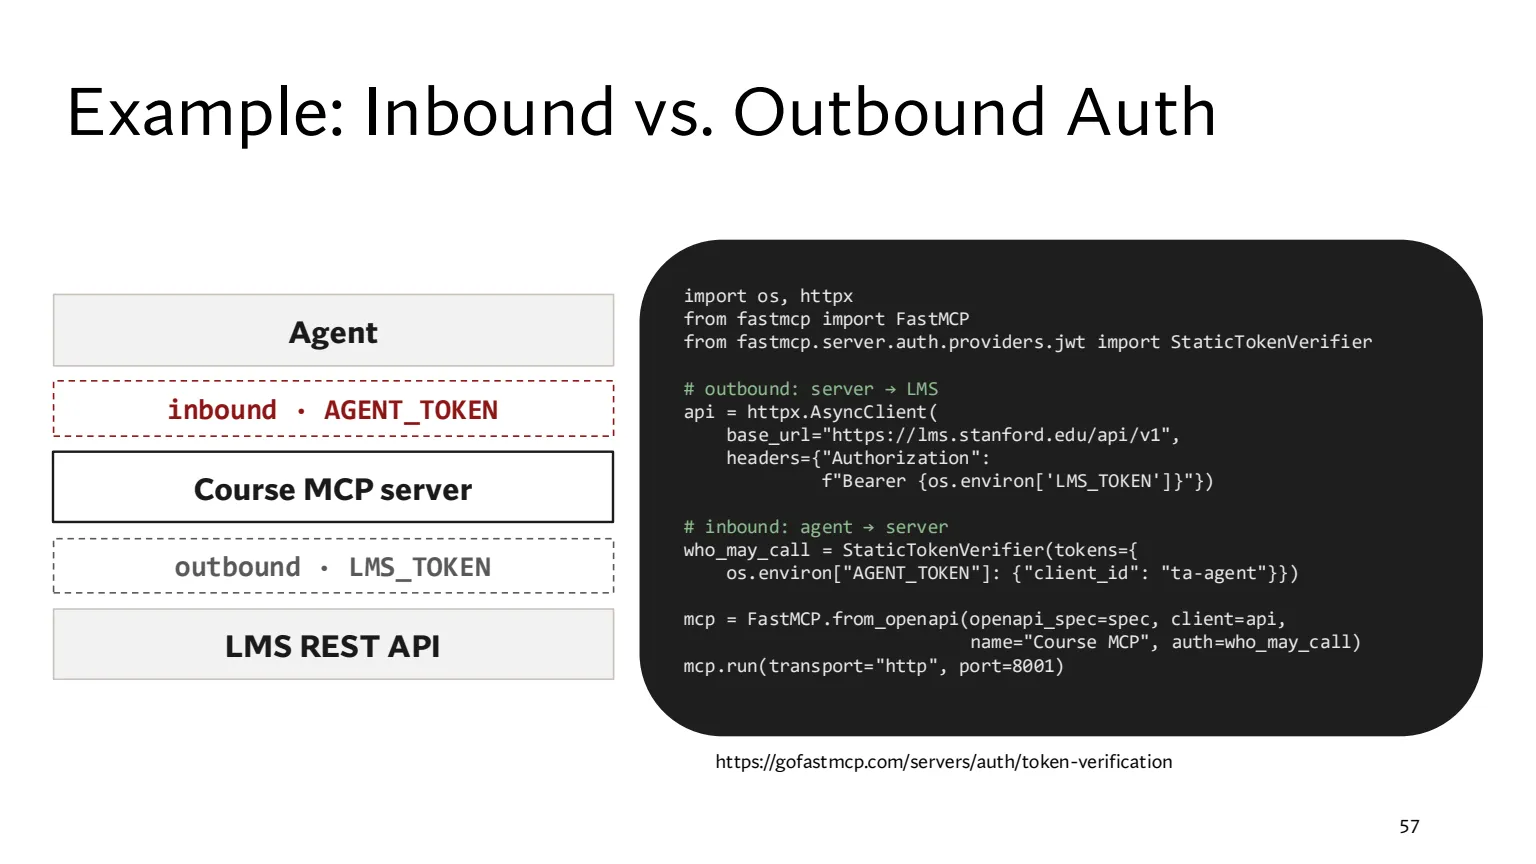 Example: Inbound vs. Outbound Auth
Agent
inbound · AGENT_TOKEN
Course MCP server
outbound · LMS_TOKEN
LMS REST API
import os, httpx
from fastmcp import FastMCP
from fastmcp.server.auth.providers.jwt import StaticTokenVerifier
# outbound: server → LMS
api = httpx.AsyncClient(
    base_url="https://lms.stanford.edu/api/v1",
    headers={"Authorization":
             f"Bearer {os.environ['LMS_TOKEN']}"})
# inbound: agent → server
who_may_call = StaticTokenVerifier(tokens={
    os.environ["AGENT_TOKEN"]: {"client_id": "ta-agent"}})
mcp = FastMCP.from_openapi(openapi_spec=spec, client=api,
                           name="Course MCP", auth=who_may_call)
mcp.run(transport="http", port=8001)
https://gofastmcp.com/servers/auth/token-verification
57